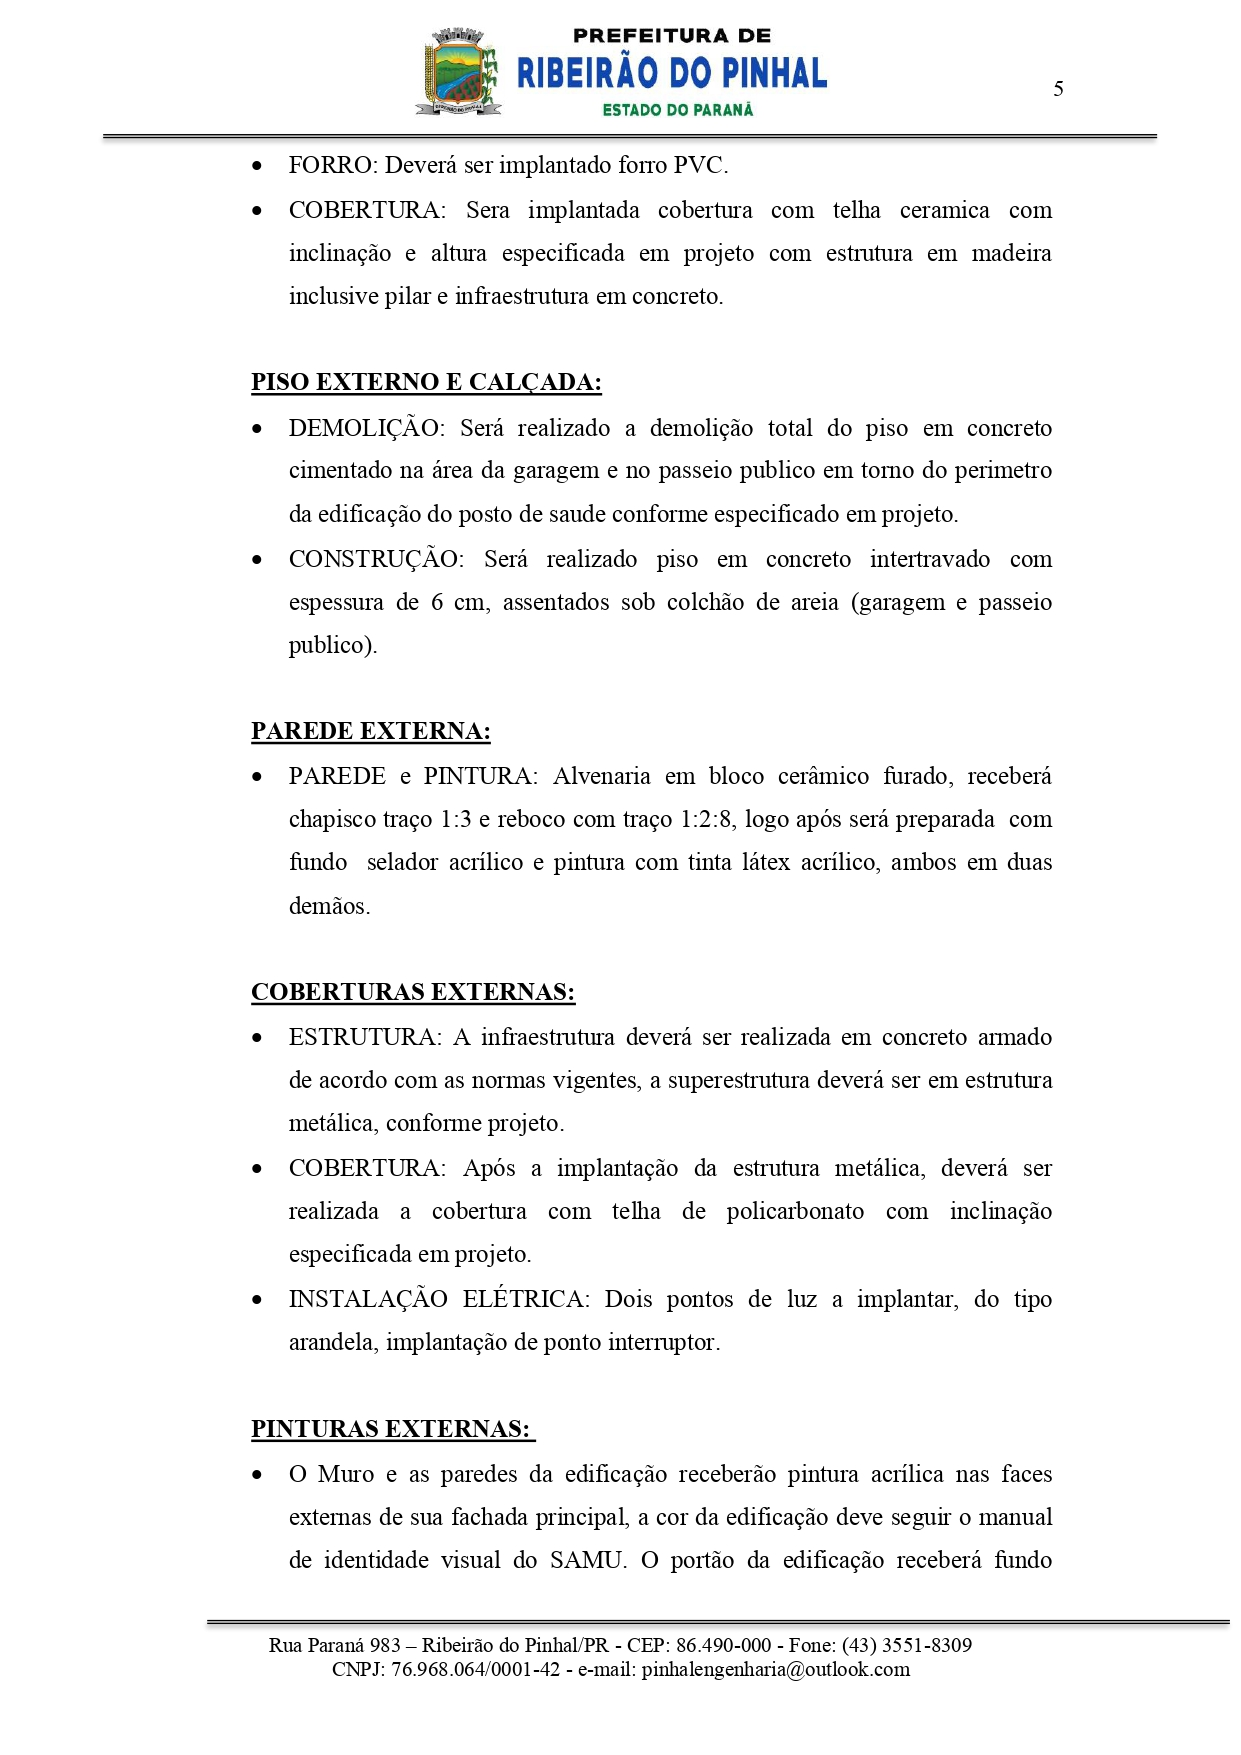 PREFEITURA DE
RIBEIRÃO DO PINHAL
ESTADO DO PARANÁ
RIBEIRÃO DO PINHAL
5
• FORRO: Deverá ser implantado forro PVC.
• COBERTURA: Sera implantada cobertura com telha ceramica com
inclinação e altura especificada em projeto com estrutura em madeira
inclusive pilar e infraestrutura em concreto.
PISO EXTERNO E CALÇADA:
• DEMOLIÇÃO: Será realizado a demolição total do piso em concreto
cimentado na área da garagem e no passeio publico em torno do perimetro
da edificação do posto de saude conforme especificado em projeto.
• CONSTRUÇÃO: Será realizado piso em concreto intertravado com
espessura de 6 cm, assentados sob colchão de areia (garagem e passeio
publico).
PAREDE EXTERNA:
• PAREDE e PINTURA: Alvenaria em bloco cerâmico furado, receberá
chapisco traço 1:3 e reboco com traço 1:2:8, logo após será preparada com
fundo selador acrílico e pintura com tinta látex acrílico, ambos em duas
demãos.
COBERTURAS EXTERNAS:
• ESTRUTURA: A infraestrutura deverá ser realizada em concreto armado
de acordo com as normas vigentes, a superestrutura deverá ser em estrutura
metálica, conforme projeto.
• COBERTURA: Após a implantação da estrutura metálica, deverá ser
realizada a cobertura com telha de policarbonato com inclinação
especificada em projeto.
• INSTALAÇÃO ELÉTRICA: Dois pontos de luz a implantar, do tipo
arandela, implantação de ponto interruptor.
PINTURAS EXTERNAS:
• O Muro e as paredes da edificação receberão pintura acrílica nas faces
externas de sua fachada principal, a cor da edificação deve seguir o manual
de identidade visual do SAMU. O portão da edificação receberá fundo
Rua Paraná 983 – Ribeirão do Pinhal/PR - CEP: 86.490-000 - Fone: (43) 3551-8309
CNPJ: 76.968.064/0001-42 - e-mail: pinhalengenharia@outlook.com